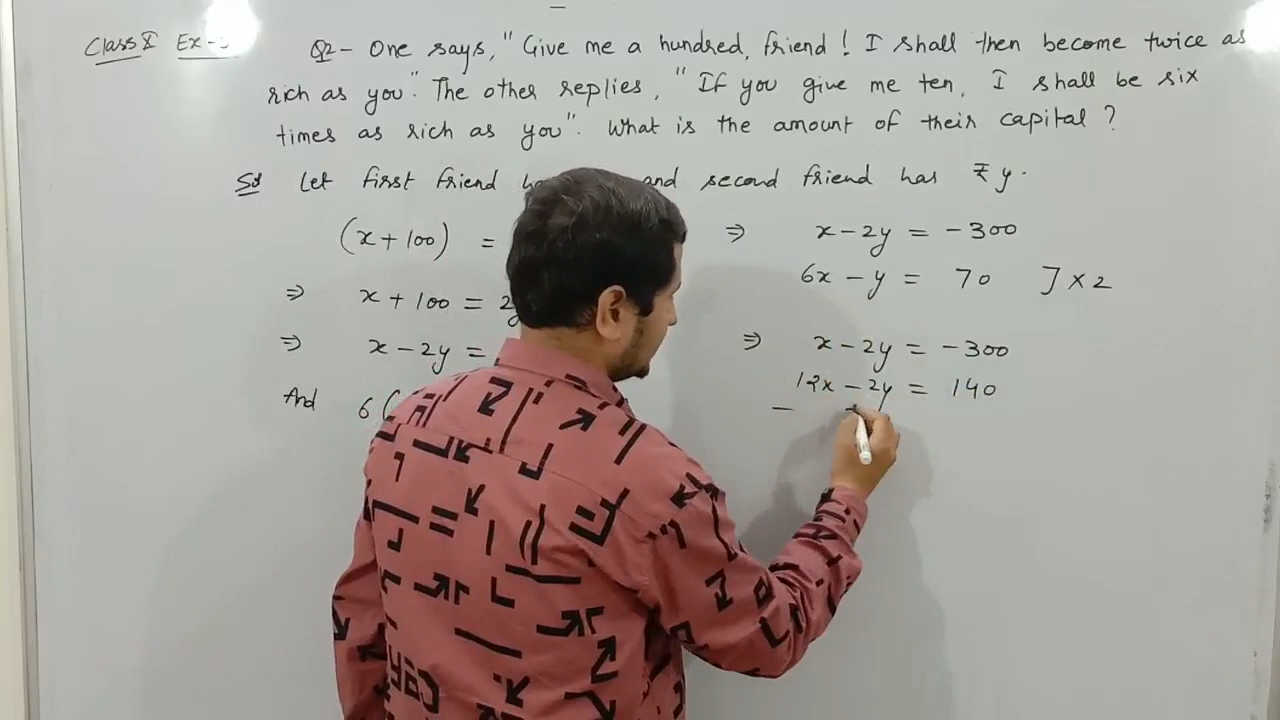 Class X Ex-
Q2- One says, "Give me a hundred, friend! I shall then become twice as
rich as you". The other replies, "If you give me ten, I shall be six
times as rich as you". What is the amount of their capital?
Sol Let first friend and second friend has ₹ y.
(x+100) =
⇒ x + 100 = 2y
⇒ x - 2y =
And 6(
⇒ x - 2y = -300
6x - y = 70 ] × 2
⇒ x - 2y = -300
12x - 2y = 140
- +